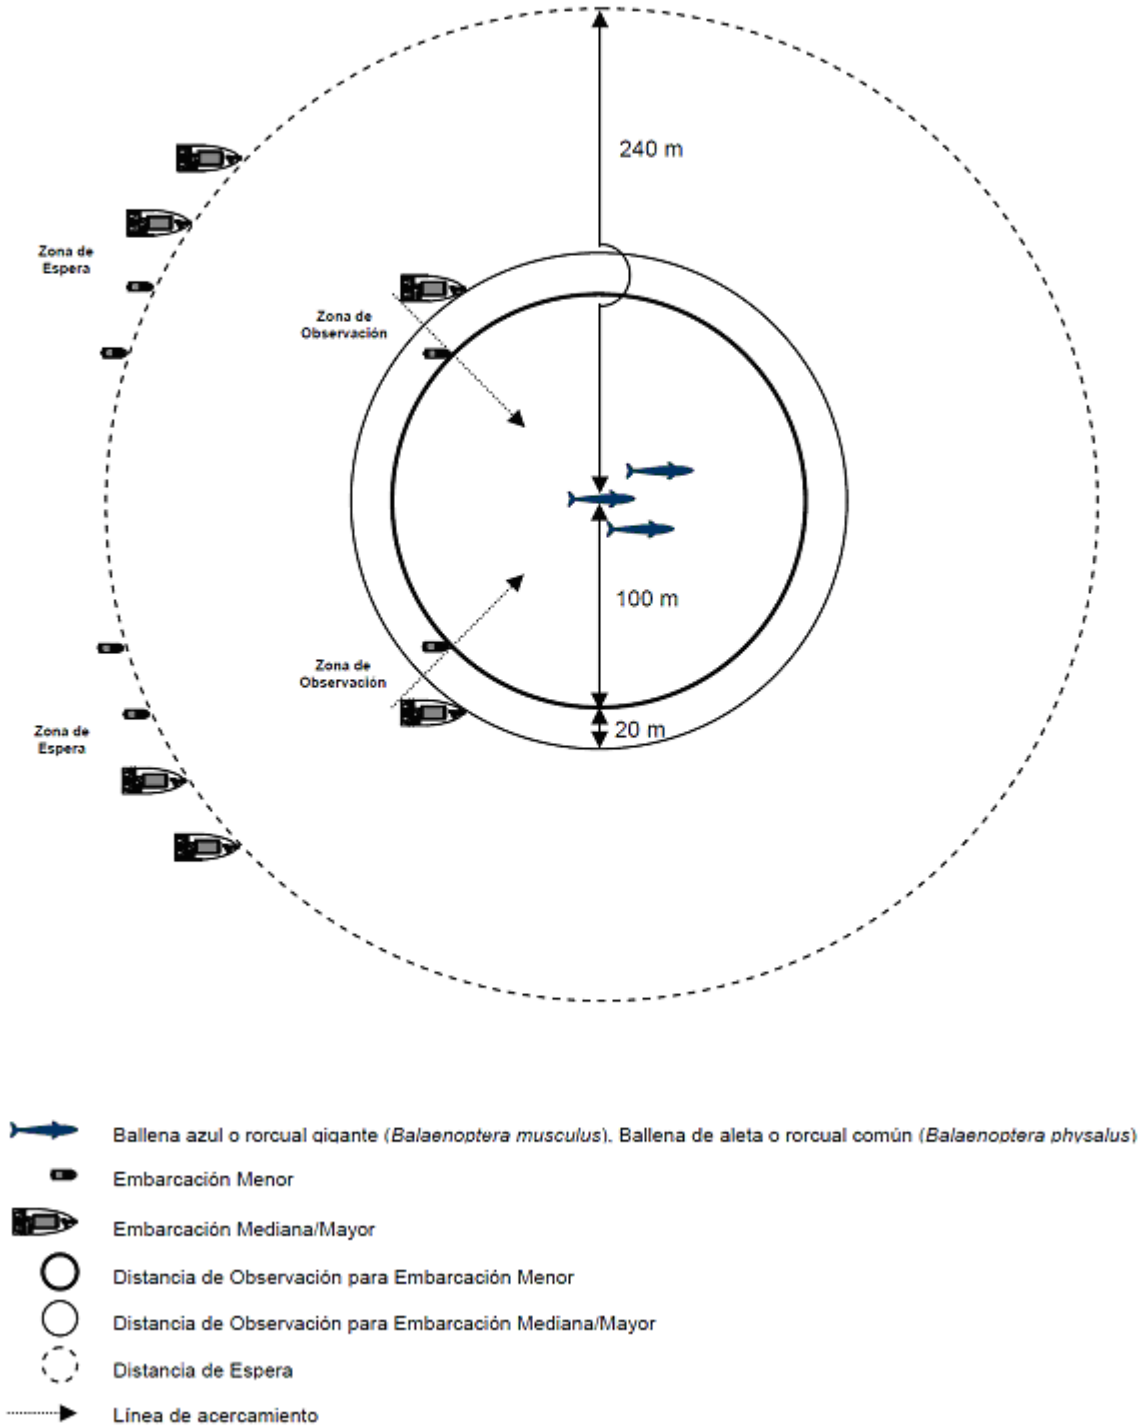 240 m
Zona de
Espera
Zona de
Observación
100 m
Zona de
Observación
20 m
Zona de
Espera
Ballena azul o rorcual gigante (Balaenoptera musculus). Ballena de aleta o rorcual común (Balaenoptera physalus)
Embarcación Menor
Embarcación Mediana/Mayor
Distancia de Observación para Embarcación Menor
Distancia de Observación para Embarcación Mediana/Mayor
Distancia de Espera
Línea de acercamiento